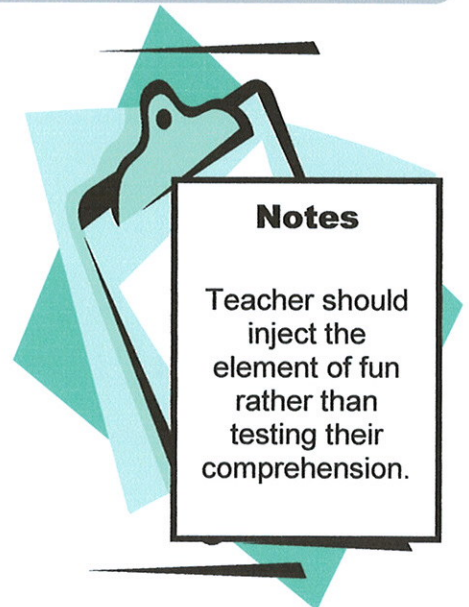 Notes
Teacher should
inject the
element of fun
rather than
testing their
comprehension.